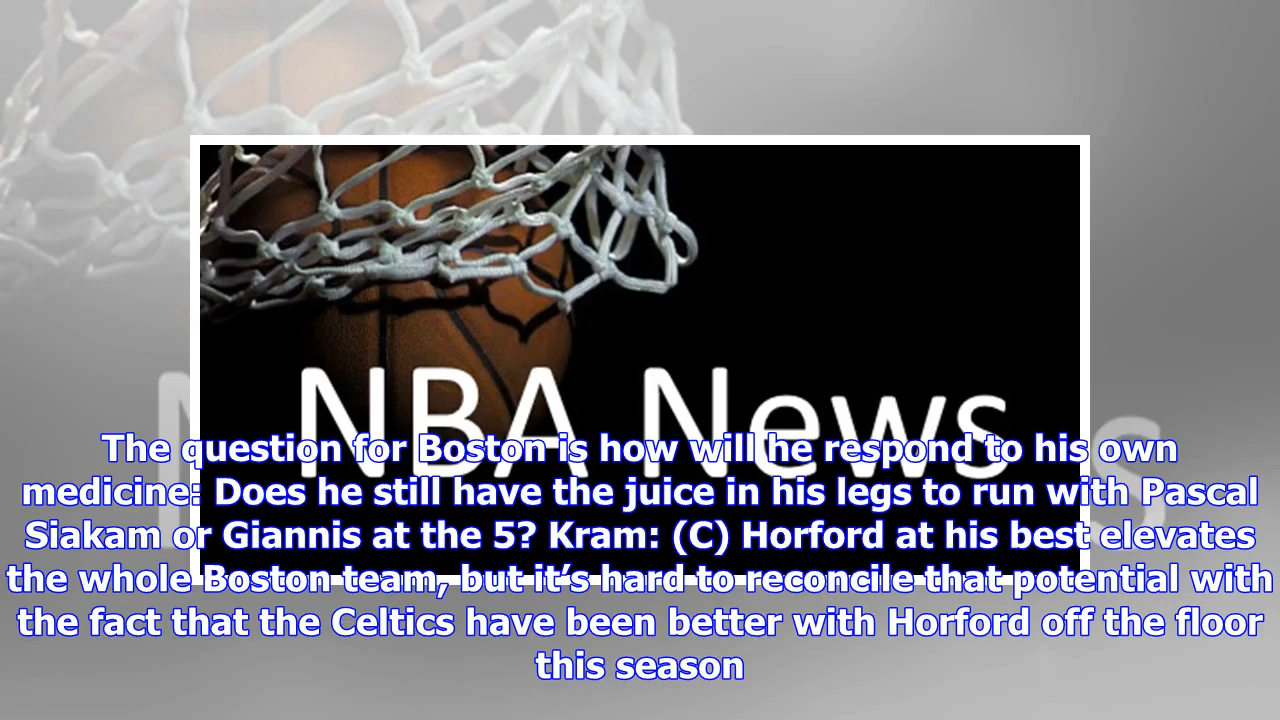 NBA News
The question for Boston is how will he respond to his own
medicine: Does he still have the juice in his legs to run with Pascal
Siakam or Giannis at the 5? Kram: (C) Horford at his best elevates
the whole Boston team, but it’s hard to reconcile that potential with
the fact that the Celtics have been better with Horford off the floor
this season